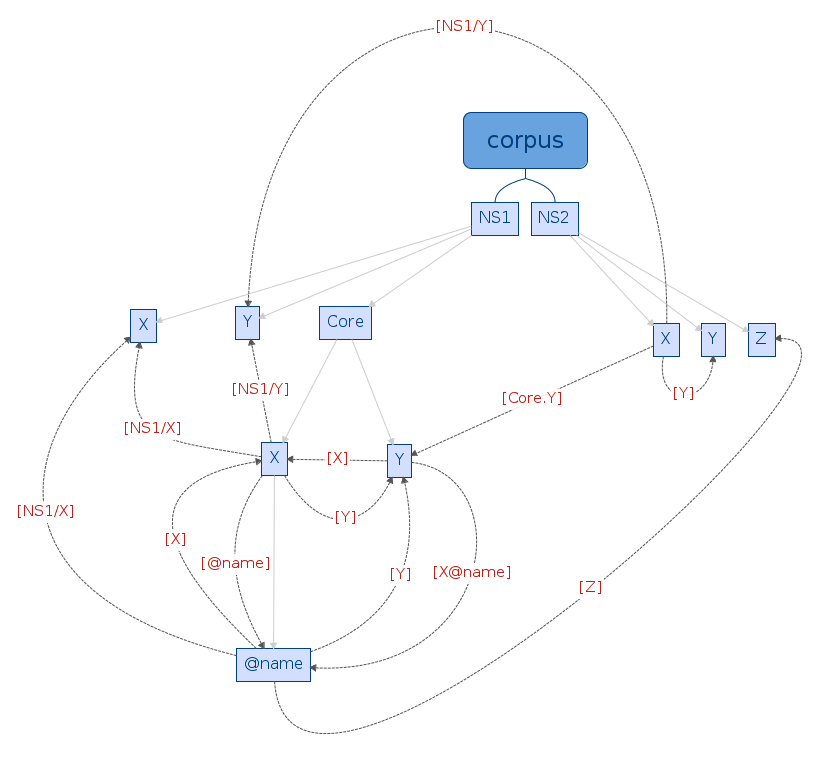 [NS1/Y]
corpus
NS1
NS2
X
Y
Core
X
Y
Z
[NS1/Y]
[Core.Y]
[Y]
[NS1/X]
X
[X]
Y
[NS1/X]
[Y]
[X]
[@name]
[Y]
[X@name]
[Z]
@name